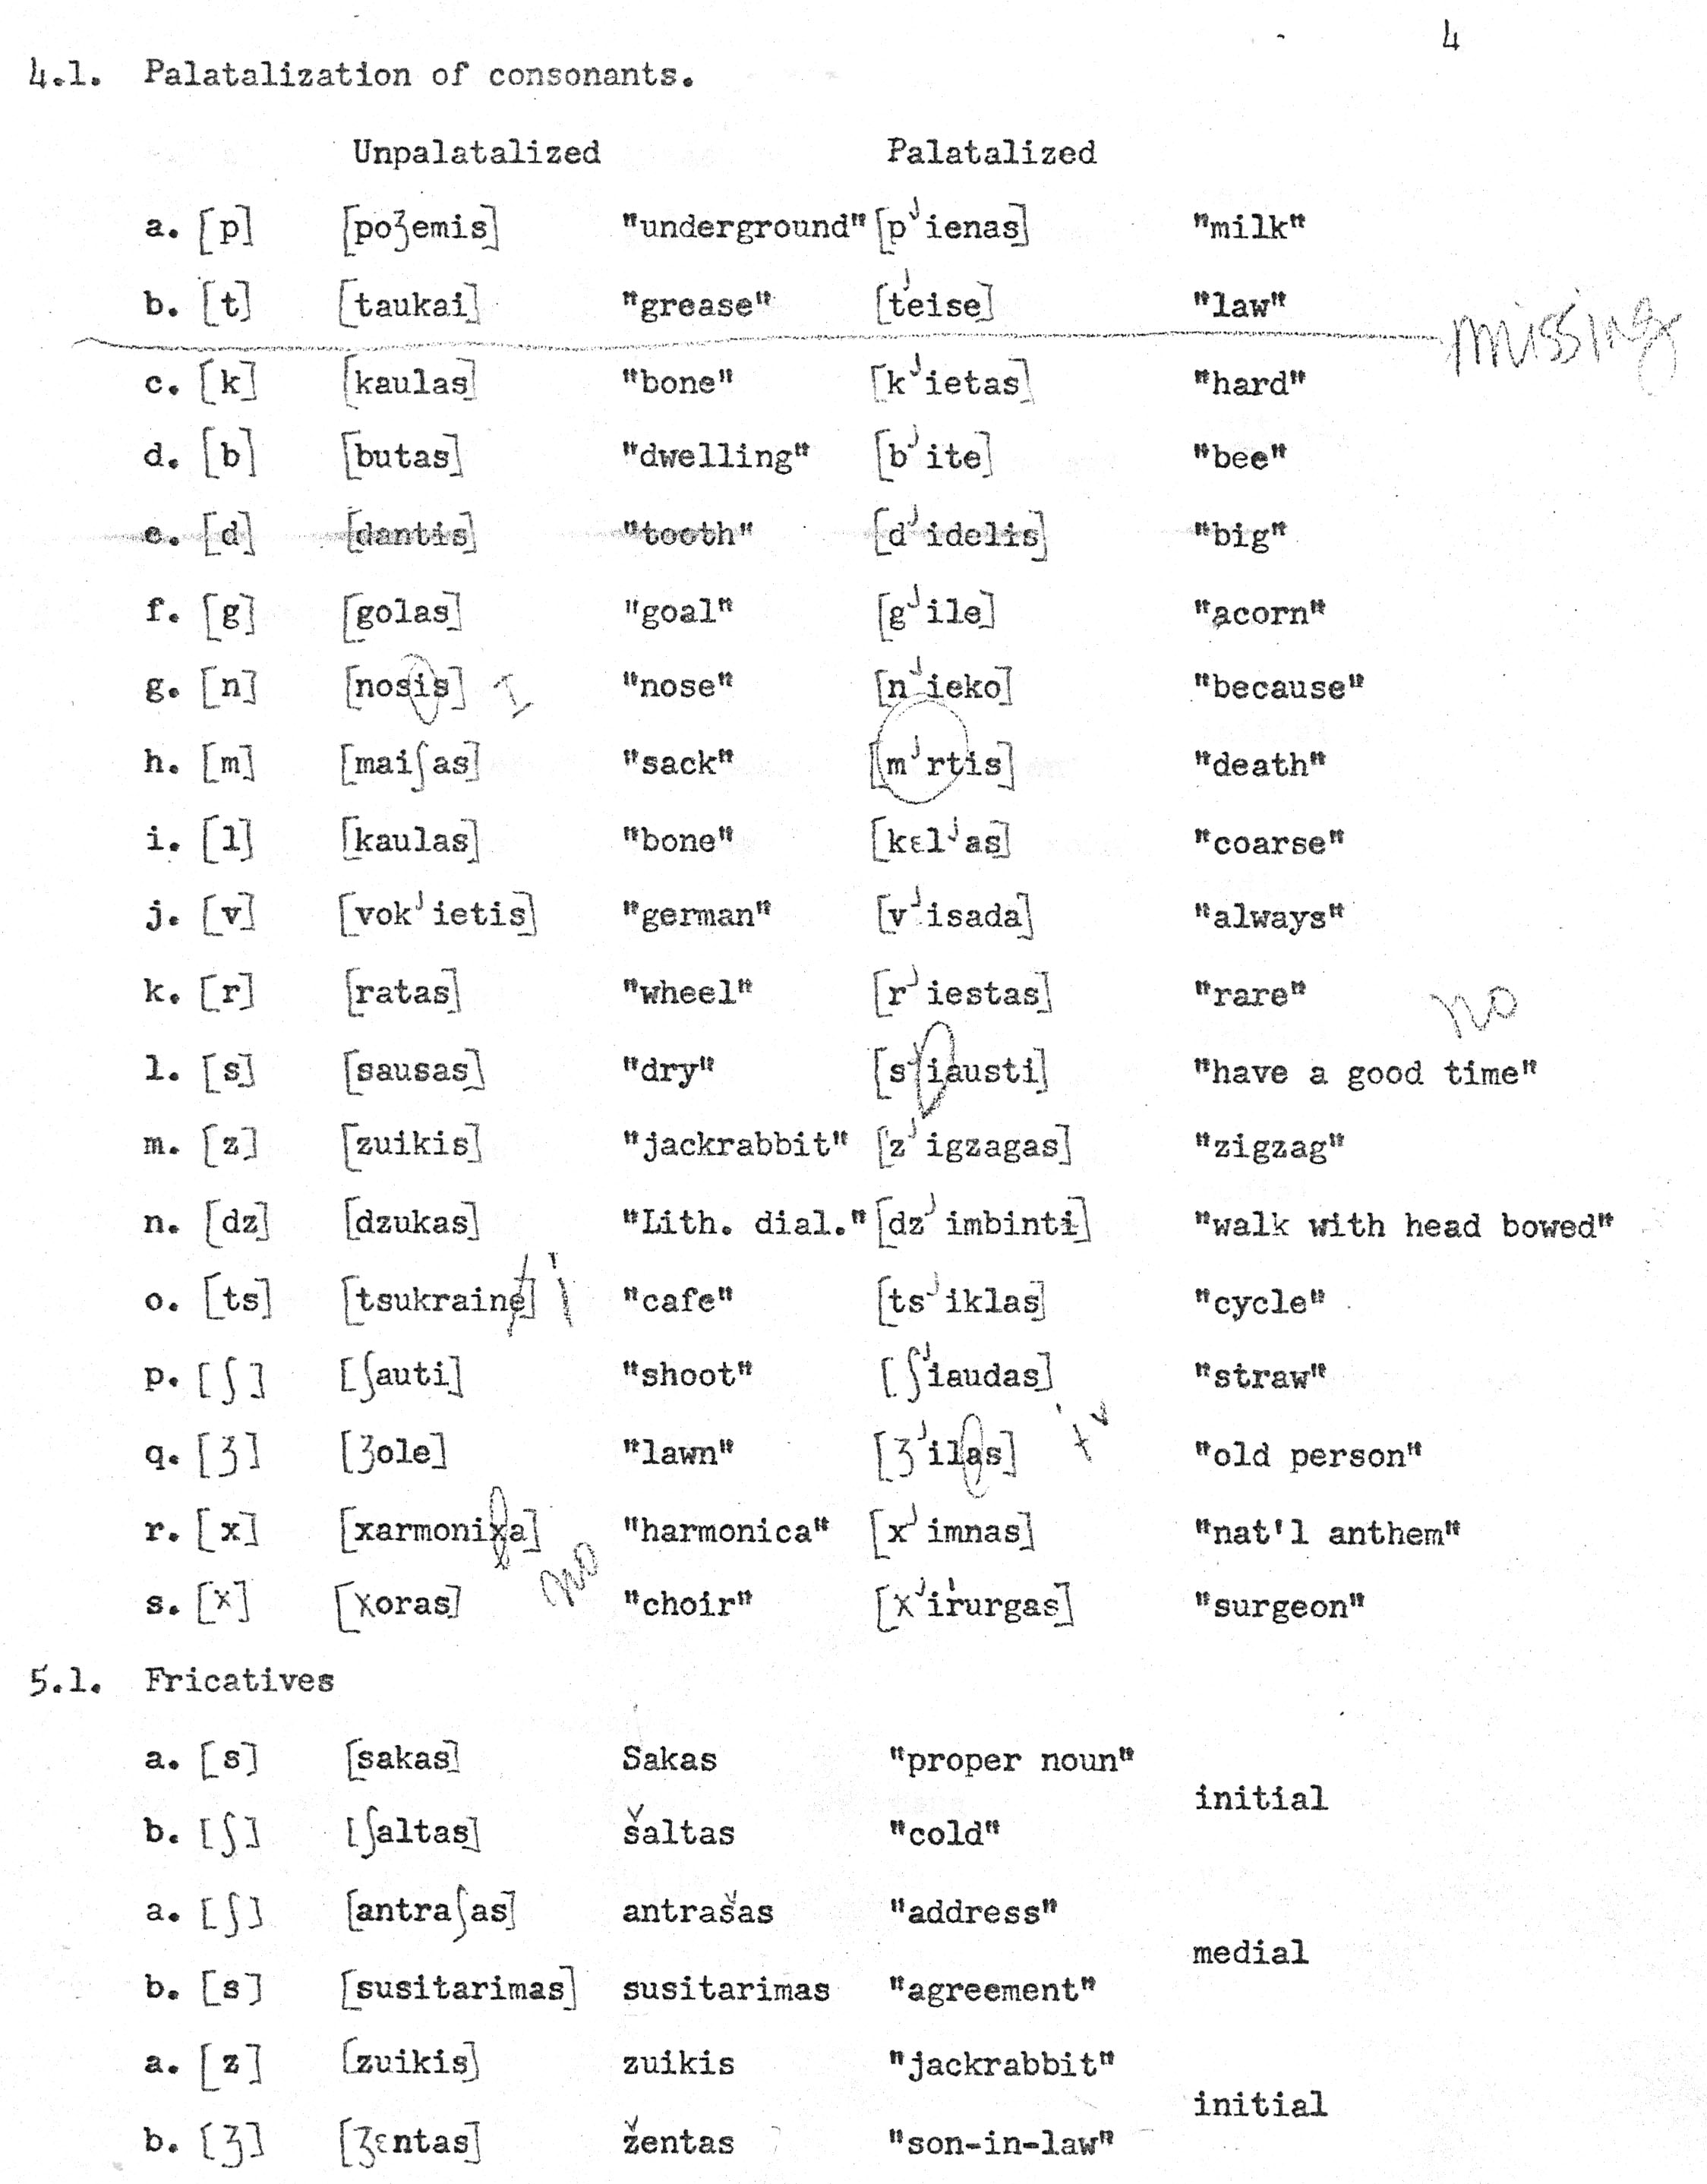 4
4.1. Palatalization of consonants.
Unpalatalized Palatalized
a. [p] [poʒemis] "underground" [pʲienas] "milk"
b. [t] [taukai] "grease" [tʲeise] "law"
missing
c. [k] [kaulas] "bone" [kʲietas] "hard"
d. [b] [butas] "dwelling" [bʲite] "bee"
e. [d] [dantis] "tooth" [dʲidelis] "big"
f. [g] [golas] "goal" [gʲile] "acorn"
g. [n] [nosis] I "nose" [nʲieko] "because"
h. [m] [maiʃas] "sack" [mʲrtis] "death"
i. [l] [kaulas] "bone" [kɛlʲas] "coarse"
j. [v] [vokʲietis] "german" [vʲisada] "always"
k. [r] [ratas] "wheel" [rʲiestas] "rare"
no
l. [s] [sausas] "dry" [sʲiausti] "have a good time"
m. [z] [zuikis] "jackrabbit" [zʲigzagas] "zigzag"
n. [dz] [dzukas] "Lith. dial." [dzʲimbinti] "walk with head bowed"
o. [ts] [tsukraine] i "cafe" [tsʲiklas] "cycle"
p. [ʃ] [ʃauti] "shoot" [ʃʲiaudas] "straw"
q. [ʒ] [ʒole] "lawn" [ʒʲilas] "old person"
r. [x] [xarmonixa] "harmonica" [xʲimnas] "nat'l anthem"
no
s. [χ] [χoras] "choir" [χʲirurgas] "surgeon"
5.1. Fricatives
a. [s] [sakas] Sakas "proper noun"
initial
b. [ʃ] [ʃaltas] šaltas "cold"
a. [ʃ] [antraʃas] antrašas "address"
medial
b. [s] [susitarimas] susitarimas "agreement"
a. [z] [zuikis] zuikis "jackrabbit"
initial
b. [ʒ] [ʒɛntas] žentas "son-in-law"